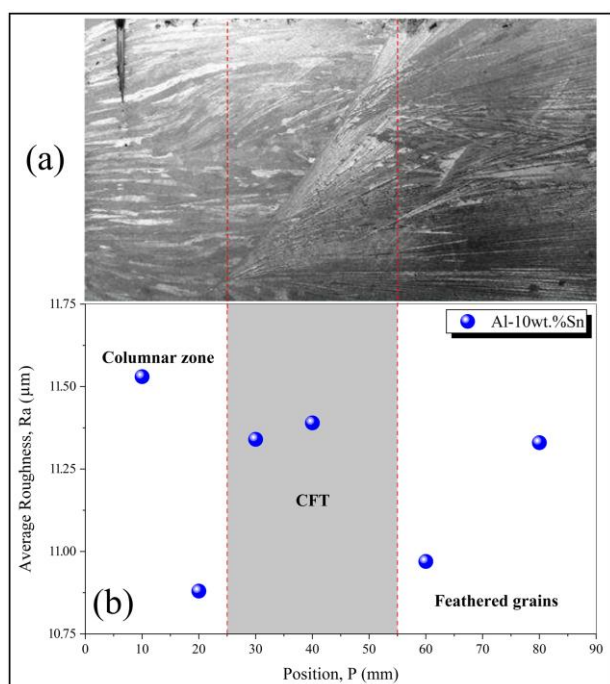 (a)
11.75
Al-10wt.%Sn
Columnar zone
11.50
Average Roughness, Ra (μm)
11.25
CFT
11.00
Feathered grains
(b)
10.75
0 10 20 30 40 50 60 70 80 90
Position, P (mm)